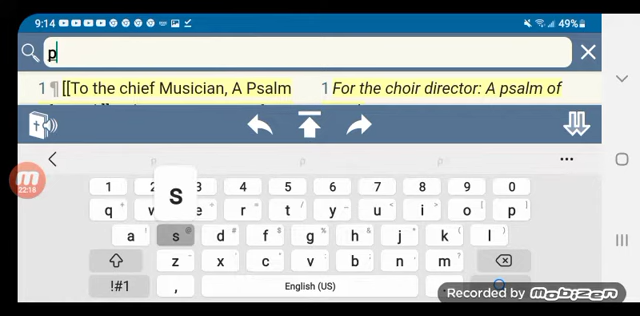 9:14 49%
p
1 ¶ [[To the chief Musician, A Psalm
1 For the choir director: A psalm of
p p p
22:18
s
1 2 3 4 5 6 7 8 9 0
q + w e r = t / y _ u < i > o [ p ]
a ! s @ d # f $ g % h & j * k ( l )
z - x ' c " v : b ; n , m ?
!#1 , English (US) .
Recorded by mobizen